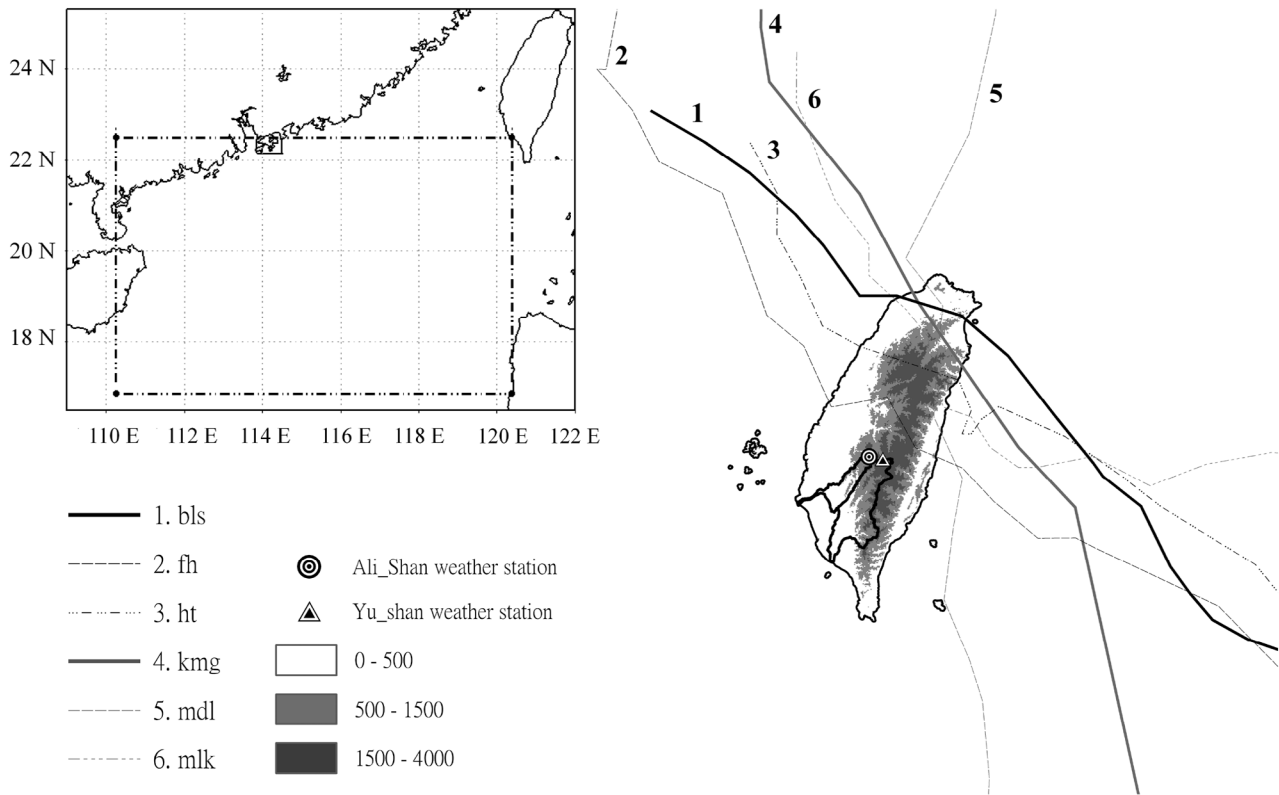 24 N
22 N
20 N
18 N
110 E 112 E 114 E 116 E 118 E 120 E 122 E
2
4
1
6
5
3
1. bls
2. fh
3. ht
4. kmg
5. mdl
6. mlk
Ali_Shan weather station
Yu_shan weather station
0 - 500
500 - 1500
1500 - 4000